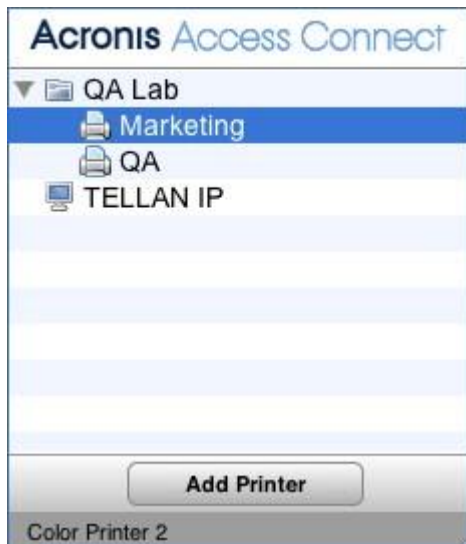 Acronis Access Connect
QA Lab
Marketing
QA
TELLAN IP
Add Printer
Color Printer 2